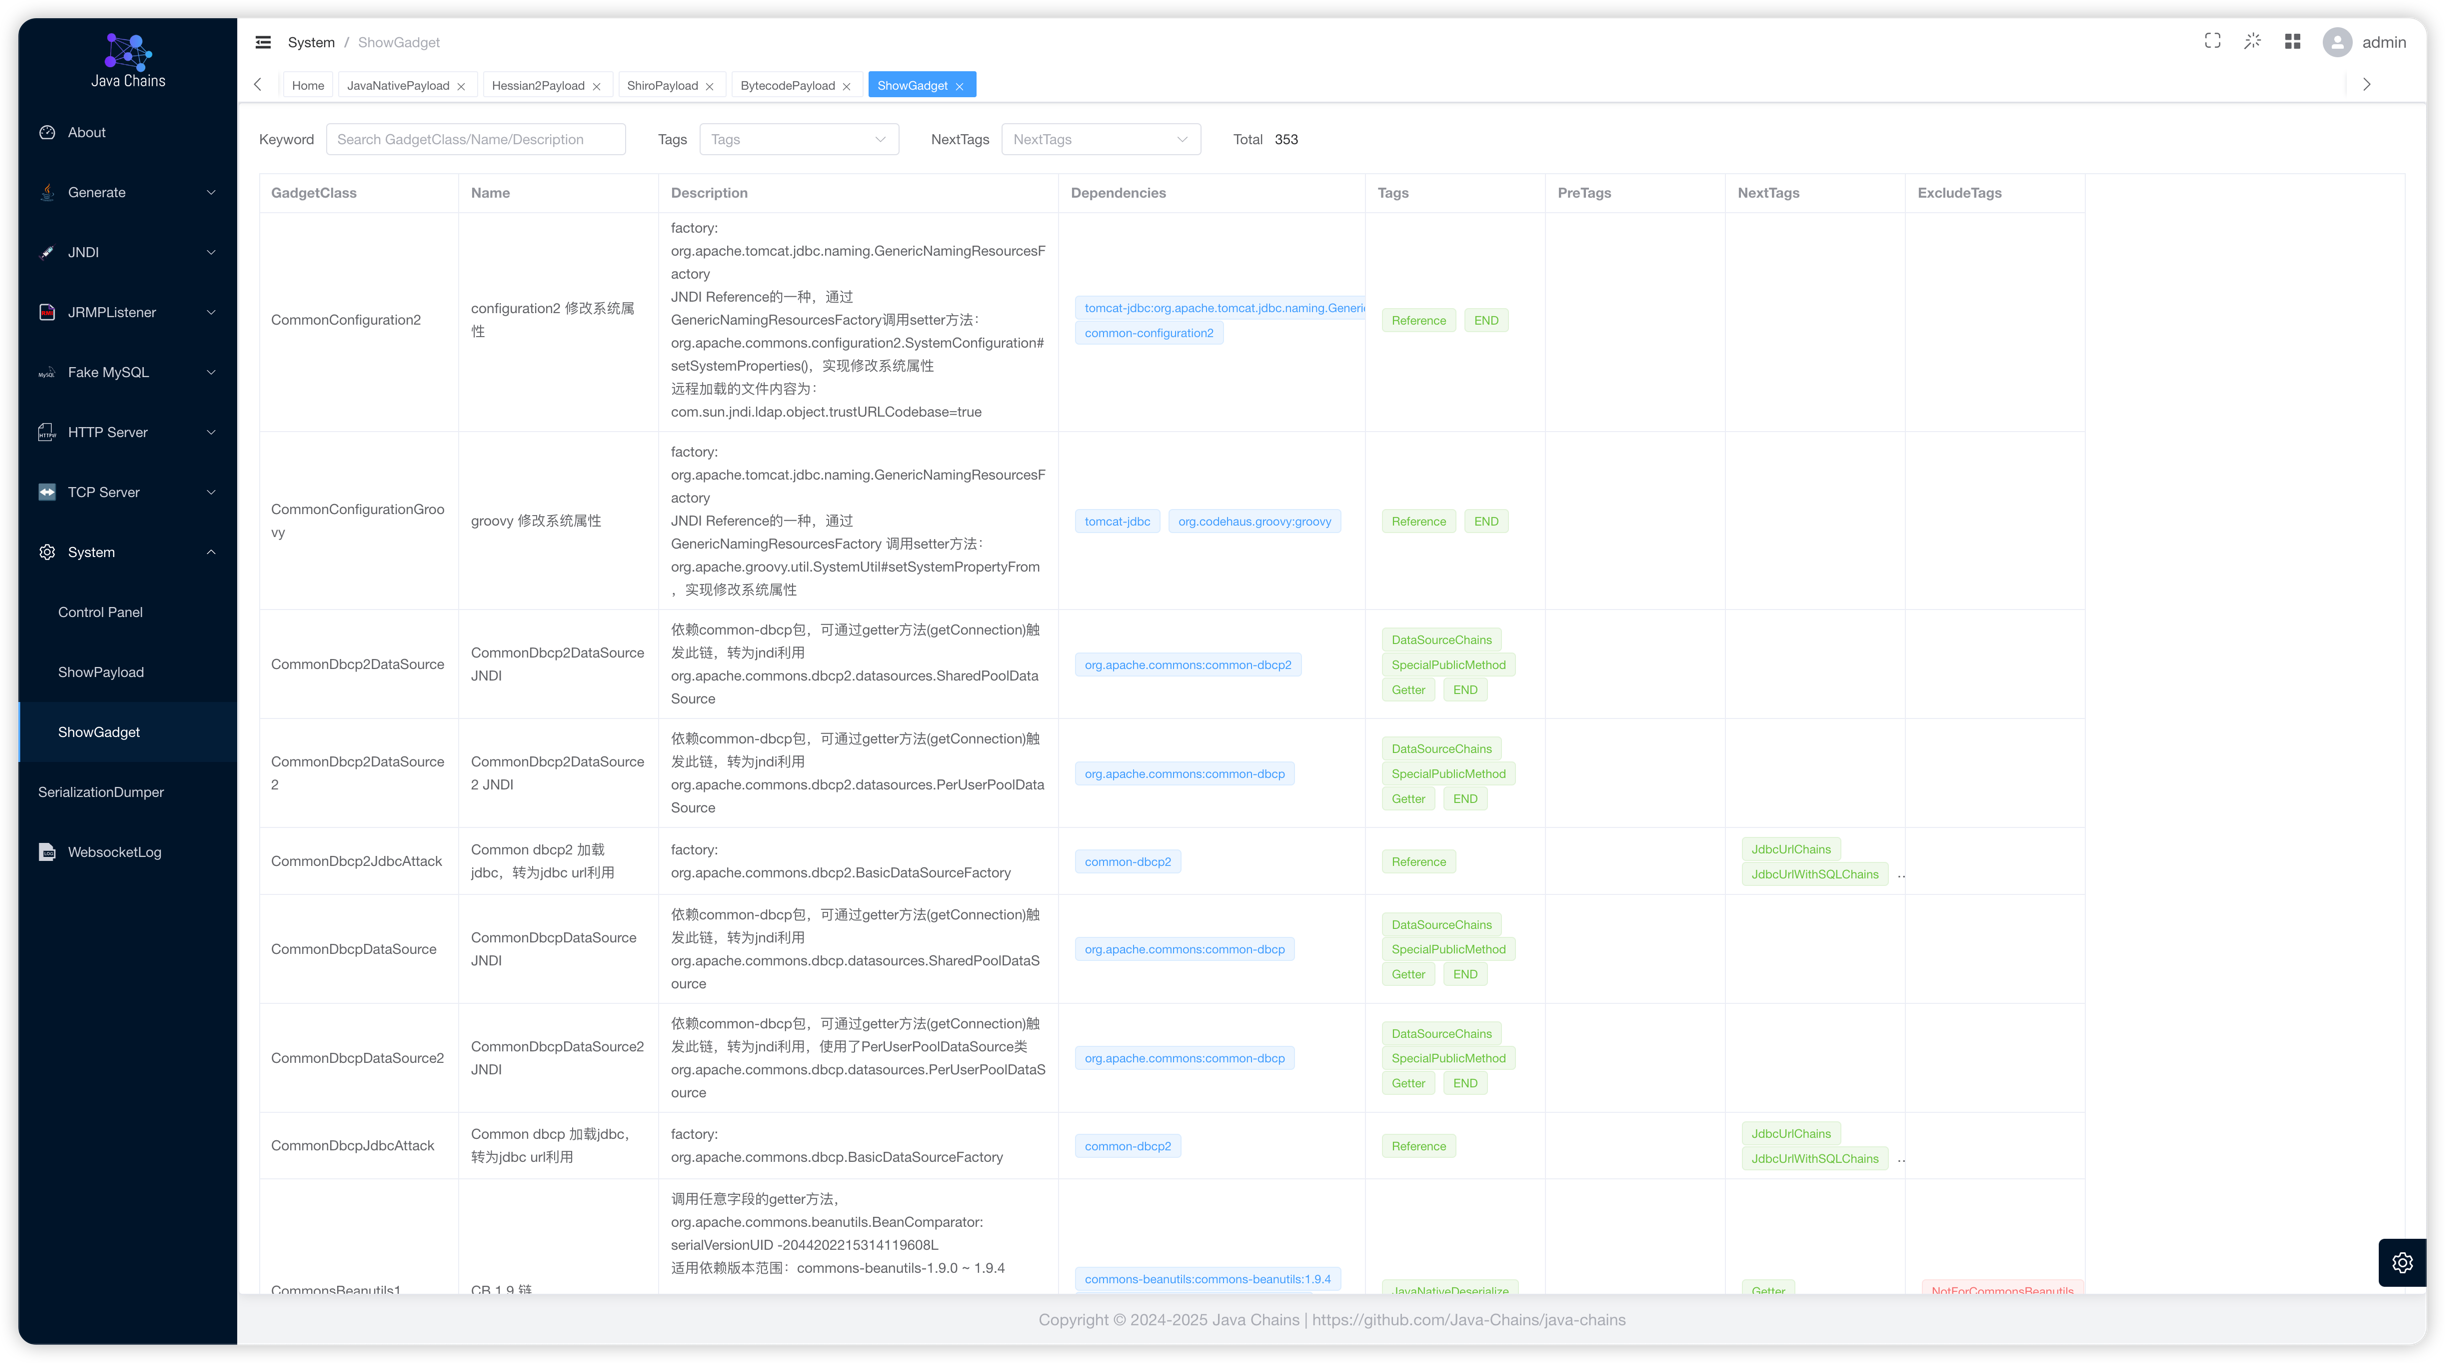 Java Chains
System / ShowGadget
admin
Home
JavaNativePayload
Hessian2Payload
ShiroPayload
BytecodePayload
ShowGadget
About
Generate
JNDI
JRMPListener
Fake MySQL
HTTP Server
TCP Server
System
Control Panel
ShowPayload
ShowGadget
SerializationDumper
WebsocketLog
Keyword
Search GadgetClass/Name/Description
Tags
Tags
NextTags
NextTags
Total 353
GadgetClass
Name
Description
Dependencies
Tags
PreTags
NextTags
ExcludeTags
CommonConfiguration2
configuration2 修改系统属
性
factory:
org.apache.tomcat.jdbc.naming.GenericNamingResourcesF
actory
JNDI Reference的一种，通过
GenericNamingResourcesFactory调用setter方法：
org.apache.commons.configuration2.SystemConfiguration#
setSystemProperties()，实现修改系统属性
远程加载的文件内容为：
com.sun.jndi.ldap.object.trustURLCodebase=true
tomcat-jdbc:org.apache.tomcat.jdbc.naming.Generic
common-configuration2
Reference
END
CommonConfigurationGroo
vy
groovy 修改系统属性
factory:
org.apache.tomcat.jdbc.naming.GenericNamingResourcesF
actory
JNDI Reference的一种，通过
GenericNamingResourcesFactory 调用setter方法：
org.apache.groovy.util.SystemUtil#setSystemPropertyFrom
，实现修改系统属性
tomcat-jdbc
org.codehaus.groovy:groovy
Reference
END
CommonDbcp2DataSource
CommonDbcp2DataSource
JNDI
依赖common-dbcp包，可通过getter方法(getConnection)触
发此链，转为jndi利用
org.apache.commons.dbcp2.datasources.SharedPoolData
Source
org.apache.commons:common-dbcp2
DataSourceChains
SpecialPublicMethod
Getter
END
CommonDbcp2DataSource
2
CommonDbcp2DataSource
2 JNDI
依赖common-dbcp包，可通过getter方法(getConnection)触
发此链，转为jndi利用
org.apache.commons.dbcp2.datasources.PerUserPoolData
Source
org.apache.commons:common-dbcp
DataSourceChains
SpecialPublicMethod
Getter
END
CommonDbcp2JdbcAttack
Common dbcp2 加载
jdbc，转为jdbc url利用
factory:
org.apache.commons.dbcp2.BasicDataSourceFactory
common-dbcp2
Reference
JdbcUrlChains
JdbcUrlWithSQLChains ..
CommonDbcpDataSource
CommonDbcpDataSource
JNDI
依赖common-dbcp包，可通过getter方法(getConnection)触
发此链，转为jndi利用
org.apache.commons.dbcp.datasources.SharedPoolDataS
ource
org.apache.commons:common-dbcp
DataSourceChains
SpecialPublicMethod
Getter
END
CommonDbcpDataSource2
CommonDbcpDataSource2
JNDI
依赖common-dbcp包，可通过getter方法(getConnection)触
发此链，转为jndi利用，使用了PerUserPoolDataSource类
org.apache.commons.dbcp.datasources.PerUserPoolDataS
ource
org.apache.commons:common-dbcp
DataSourceChains
SpecialPublicMethod
Getter
END
CommonDbcpJdbcAttack
Common dbcp 加载jdbc，
转为jdbc url利用
factory:
org.apache.commons.dbcp.BasicDataSourceFactory
common-dbcp2
Reference
JdbcUrlChains
JdbcUrlWithSQLChains ..
CommonsBeanutils1
CB 1.9 链
调用任意字段的getter方法，
org.apache.commons.beanutils.BeanComparator:
serialVersionUID -2044202215314119608L
适用依赖版本范围：commons-beanutils-1.9.0 ~ 1.9.4
commons-beanutils:commons-beanutils:1.9.4
JavaNativeDeserialize
Getter
NotForCommonsBeanutils
Copyright © 2024-2025 Java Chains | https://github.com/Java-Chains/java-chains